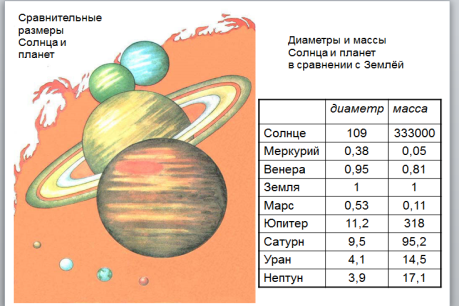 Сравнительные
размеры
Солнца и
планет
Диаметры и массы
Солнца и планет
в сравнении с Землёй
диаметр масса
Солнце 109 333000
Меркурий 0,38 0,05
Венера 0,95 0,81
Земля 1 1
Марс 0,53 0,11
Юпитер 11,2 318
Сатурн 9,5 95,2
Уран 4,1 14,5
Нептун 3,9 17,1